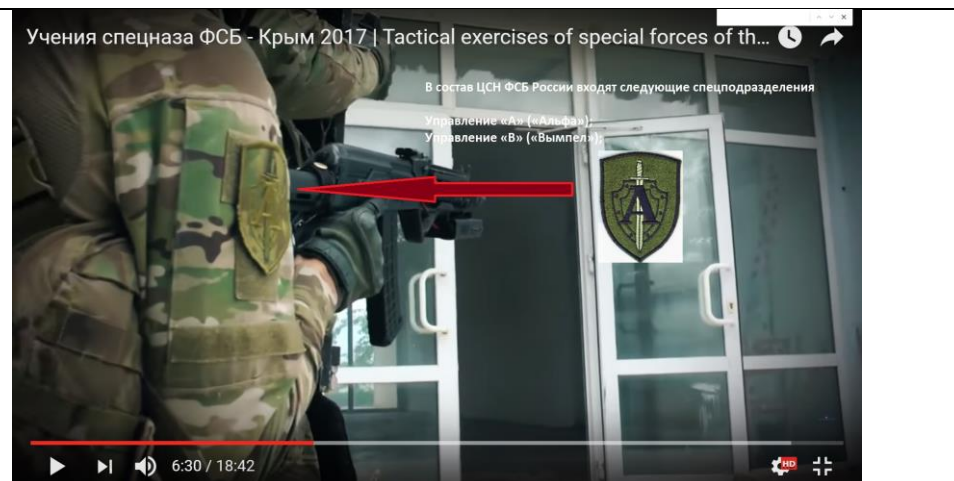 Учения спецназа ФСБ - Крым 2017 | Tactical exercises of special forces of th...
В состав ЦСН ФСБ России входят следующие спецподразделения
Управление «А» («Альфа»);
Управление «В» («Вымпел»);
А
6:30 / 18:42
HD